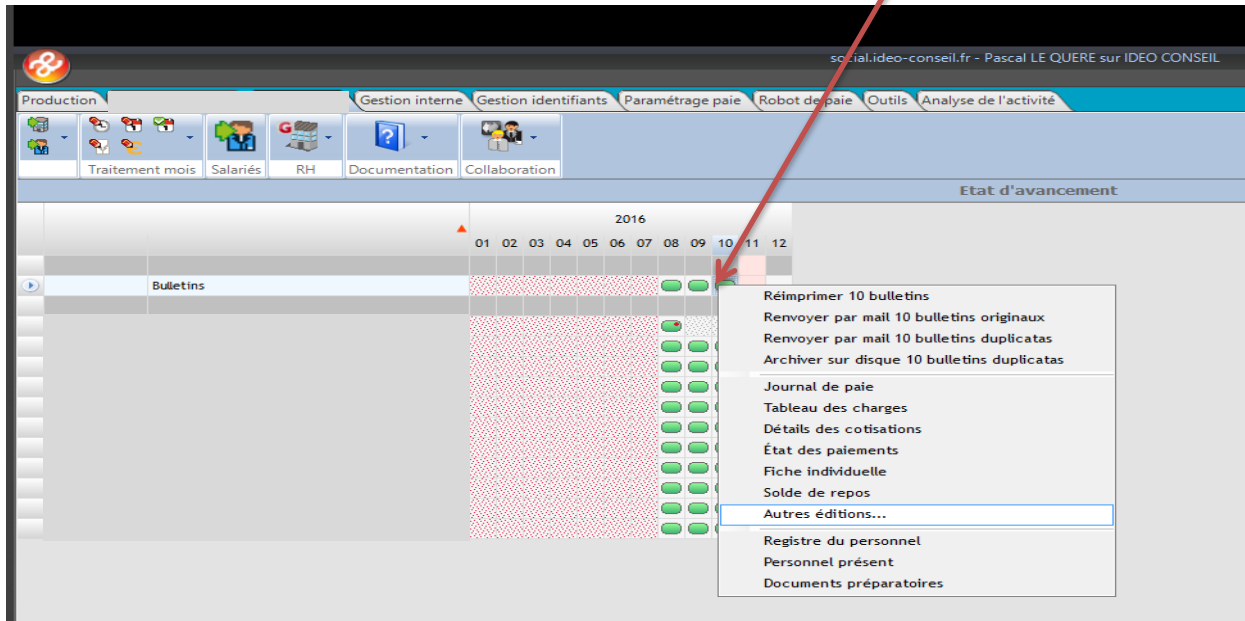 social.ideo-conseil.fr - Pascal LE QUERE sur IDEO CONSEIL
Production Gestion interne Gestion identifiants Paramétrage paie Robot de paie Outils Analyse de l'activité
Traitement mois Salariés RH Documentation Collaboration
Etat d'avancement
2016
01 02 03 04 05 06 07 08 09 10 11 12
Bulletins
Réimprimer 10 bulletins
Renvoyer par mail 10 bulletins originaux
Renvoyer par mail 10 bulletins duplicatas
Archiver sur disque 10 bulletins duplicatas
Journal de paie
Tableau des charges
Détails des cotisations
État des paiements
Fiche individuelle
Solde de repos
Autres éditions...
Registre du personnel
Personnel présent
Documents préparatoires